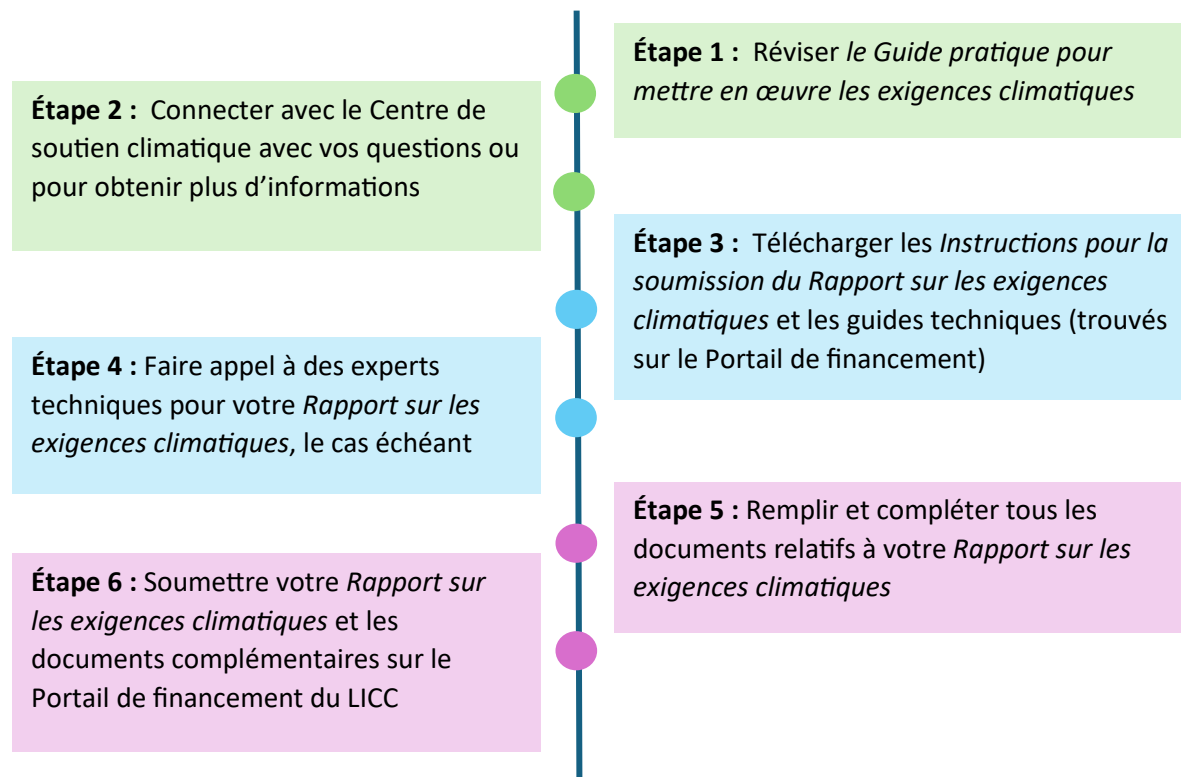 Étape 1 : Réviser le Guide pratique pour
mettre en œuvre les exigences climatiques
Étape 2 : Connecter avec le Centre de
soutien climatique avec vos questions ou
pour obtenir plus d’informations
Étape 3 : Télécharger les Instructions pour la
soumission du Rapport sur les exigences
climatiques et les guides techniques (trouvés
sur le Portail de financement)
Étape 4 : Faire appel à des experts
techniques pour votre Rapport sur les
exigences climatiques, le cas échéant
Étape 5 : Remplir et compléter tous les
documents relatifs à votre Rapport sur les
exigences climatiques
Étape 6 : Soumettre votre Rapport sur
les exigences climatiques et les
documents complémentaires sur le
Portail de financement du LICC